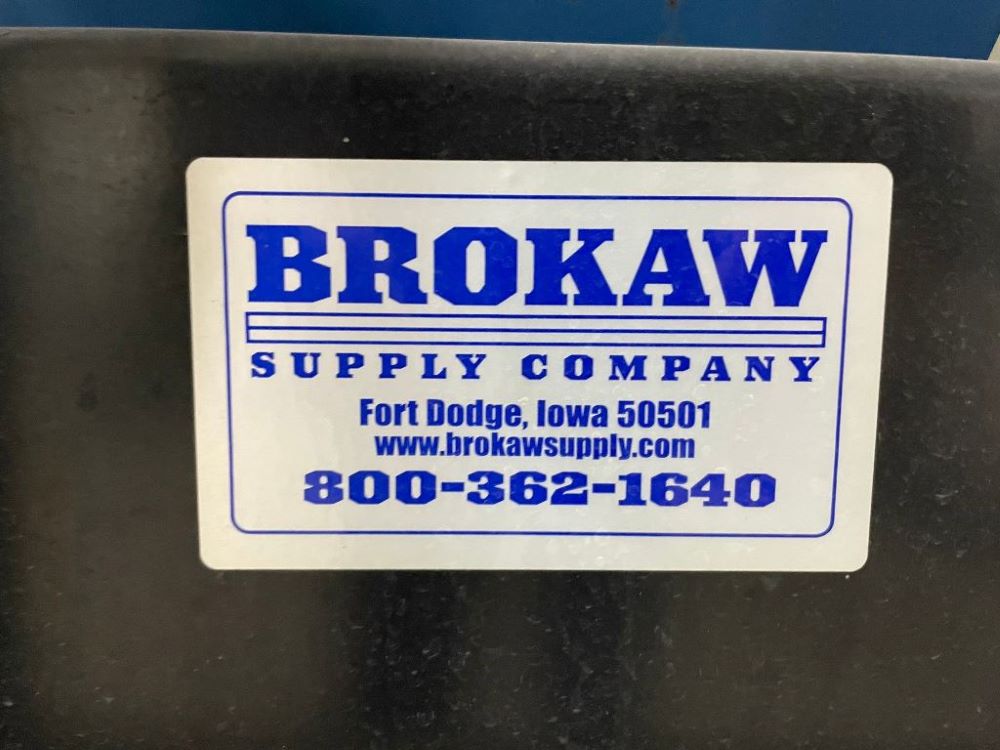 BROKAW
SUPPLY COMPANY
Fort Dodge, Iowa 50501
www.brokawsupply.com
800-362-1640